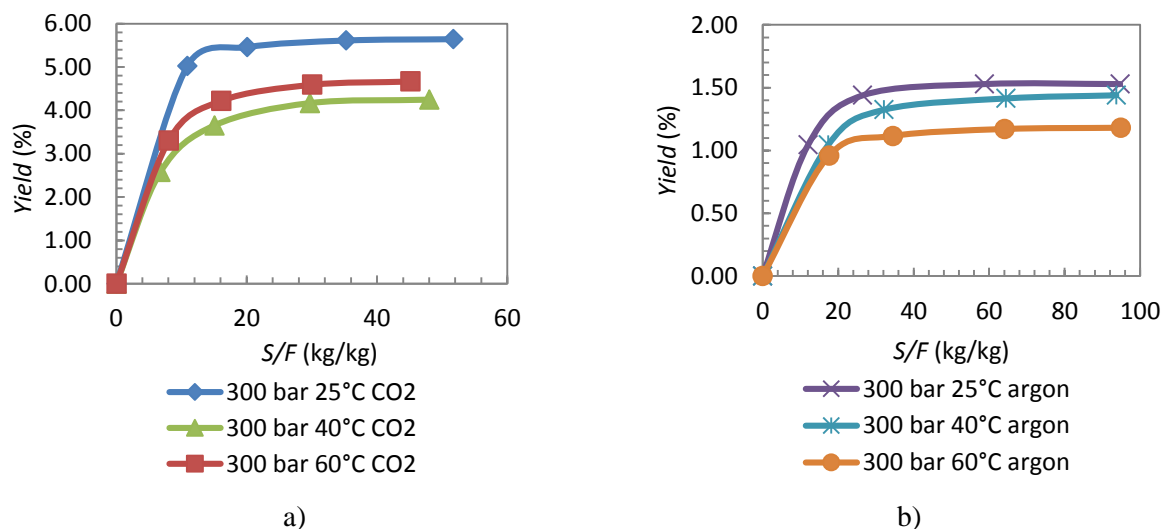 6.00
5.00
4.00
3.00
2.00
1.00
0.00
Yield (%)
0
20
40
60
S/F (kg/kg)
300 bar 25°C CO2
300 bar 40°C CO2
300 bar 60°C CO2
a)
2.00
1.50
1.00
0.50
0.00
Yield (%)
0
20
40
60
80
100
S/F (kg/kg)
300 bar 25°C argon
300 bar 40°C argon
300 bar 60°C argon
b)